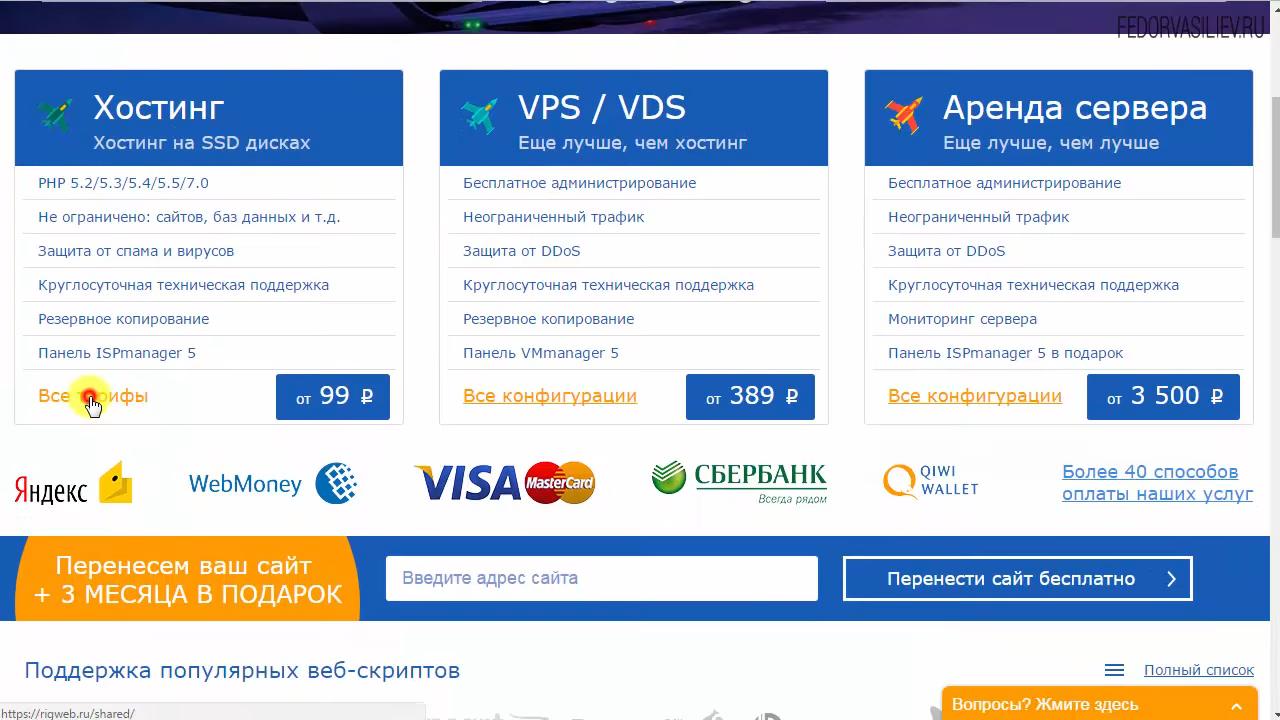 FEDORVASILIEV.RU
Хостинг
Хостинг на SSD дисках
PHP 5.2/5.3/5.4/5.5/7.0
Не ограничено: сайтов, баз данных и т.д.
Защита от спама и вирусов
Круглосуточная техническая поддержка
Резервное копирование
Панель ISPmanager 5
Все тарифы
от 99 ₽
VPS / VDS
Еще лучше, чем хостинг
Бесплатное администрирование
Неограниченный трафик
Защита от DDoS
Круглосуточная техническая поддержка
Резервное копирование
Панель VMmanager 5
Все конфигурации
от 389 ₽
Аренда сервера
Еще лучше, чем лучше
Бесплатное администрирование
Неограниченный трафик
Защита от DDoS
Круглосуточная техническая поддержка
Мониторинг сервера
Панель ISPmanager 5 в подарок
Все конфигурации
от 3 500 ₽
Яндекс
WebMoney
VISA
MasterCard
СБЕРБАНК
Всегда рядом
QIWI
WALLET
Более 40 способов
оплаты наших услуг
Перенесем ваш сайт
+ 3 МЕСЯЦА В ПОДАРОК
Введите адрес сайта
Перенести сайт бесплатно
Поддержка популярных веб-скриптов
Полный список
Вопросы? Жмите здесь
https://rigweb.ru/shared/